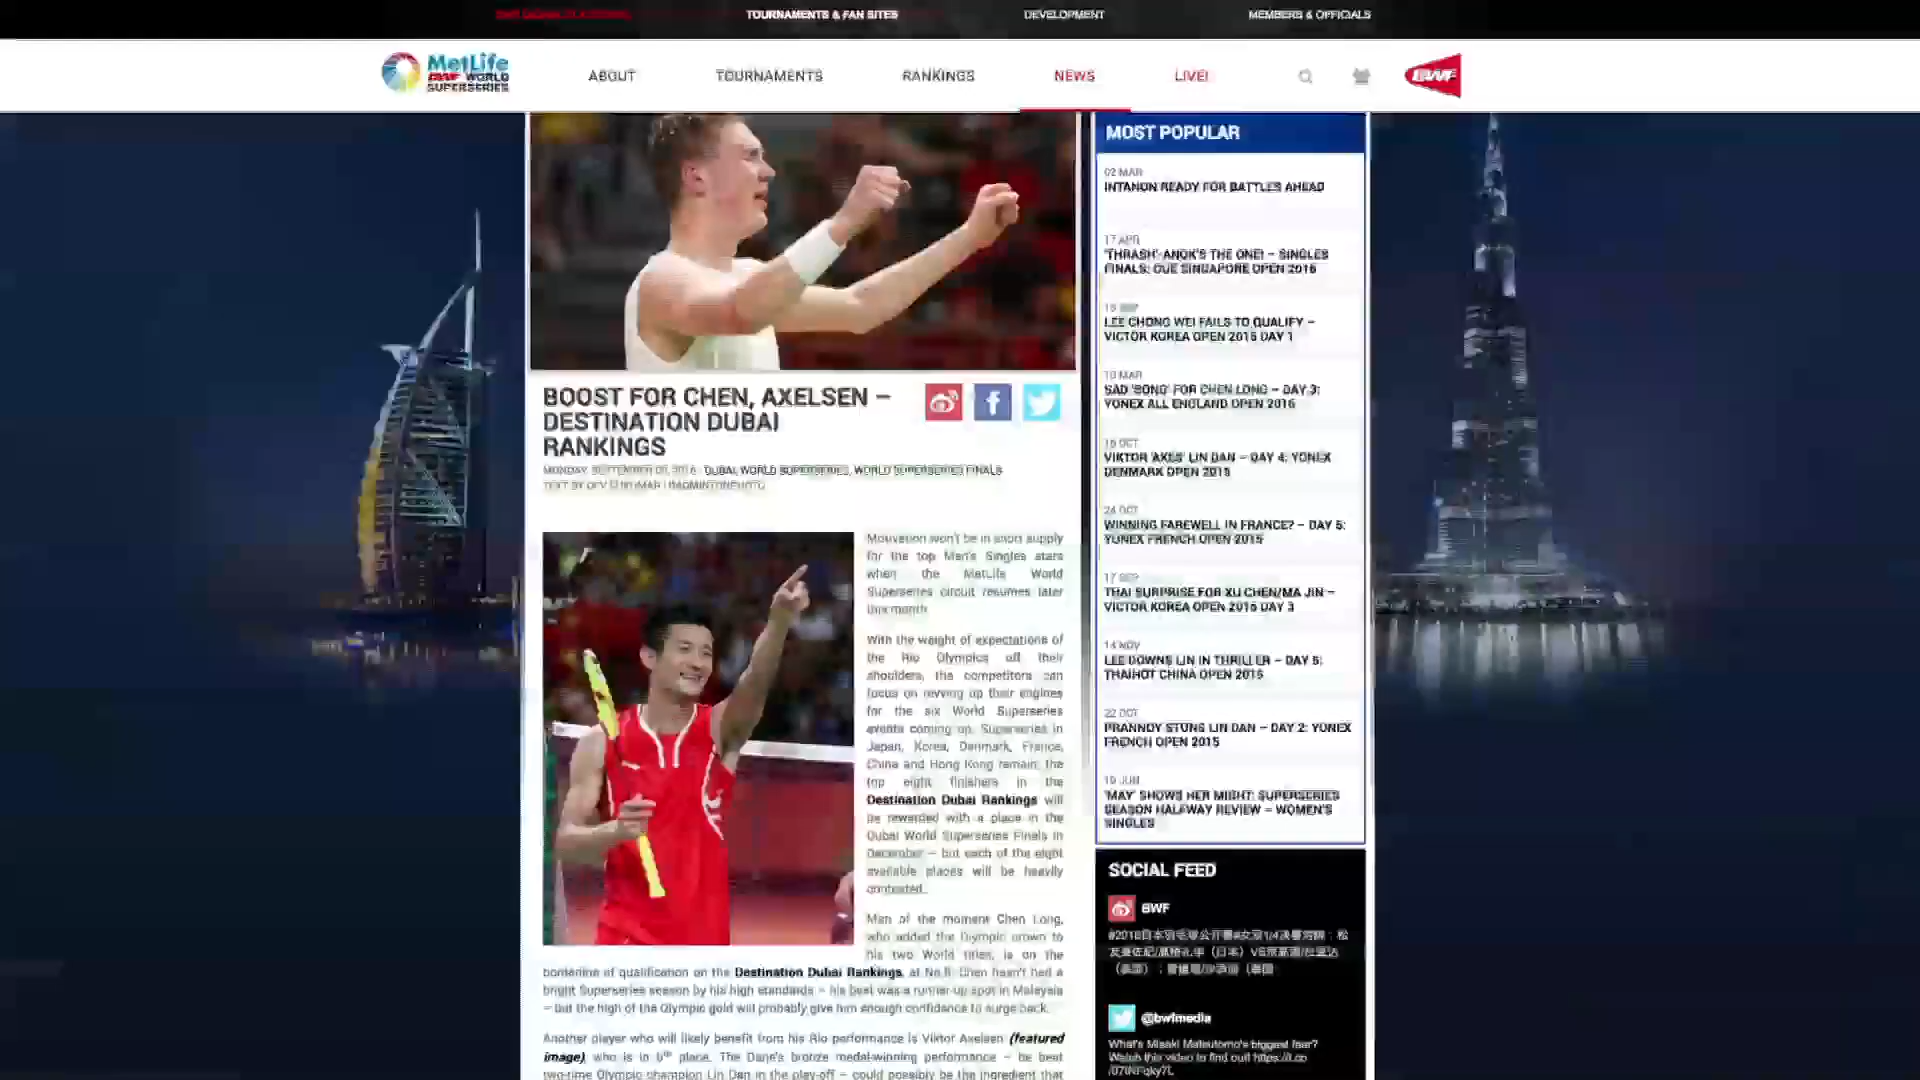 TOURNAMENTS & FAN SITES
DEVELOPMENT
MEMBERS & OFFICIALS
MetLife
BWF WORLD
SUPERSERIES
ABOUT
TOURNAMENTS
RANKINGS
NEWS
LIVE!
BWF
BOOST FOR CHEN, AXELSEN –
DESTINATION DUBAI
RANKINGS
DUBAI WORLD SUPERSERIES, WORLD SUPERSERIES FINALS
Motivation won't be in short supply
for the top Men's Singles stars
when the MetLife World
Superseries circuit resumes later
this month.
With the weight of expectations of
the Rio Olympics off their
shoulders, the competitors can
focus on revving up their engines
for the six World Superseries
events coming up. Superseries in
Japan, Korea, Denmark, France,
China and Hong Kong remain; the
top eight finishers in the
Destination Dubai Rankings will
be rewarded with a place in the
Dubai World Superseries Finals in
December – but each of the eight
available places will be heavily
contested.
Man of the moment Chen Long,
who added the Olympic crown to
his two World titles, is on the
borderline of qualification on the Destination Dubai Rankings, at Chen hasn't had a
bright Superseries season by his high standards – his best was a runner-up spot in Malaysia
– but the high of the Olympic gold will probably give him enough confidence to surge back.
Another player who will likely benefit from his Rio performance is Viktor Axelsen (featured
image), who is in place. The Dane's bronze medal-winning performance – he beat
two-time Olympic champion Lin Dan in the play-off – could possibly be the ingredient that
MOST POPULAR
02 MAR
INTANON READY FOR BATTLES AHEAD
17 APR
'THRASH'-ANOK'S THE ONE! – SINGLES
FINALS: OUE SINGAPORE OPEN 2016
LEE CHONG WEI FAILS TO QUALIFY –
VICTOR KOREA OPEN 2015 DAY 1
10 MAR
SAD 'SONG' FOR CHEN LONG – DAY 3:
YONEX ALL ENGLAND OPEN 2016
OCT
VIKTOR 'AXES' LIN DAN – DAY 4: YONEX
DENMARK OPEN 2015
OCT
WINNING FAREWELL IN FRANCE? – DAY 5:
YONEX FRENCH OPEN 2015
17 SEP
THAI SURPRISE FOR XU CHEN/MA JIN –
VICTOR KOREA OPEN 2015 DAY 3
14 NOV
LEE DOWNS LIN IN THRILLER – DAY 5:
THAIHOT CHINA OPEN 2015
22 OCT
PRANNOY STUNS LIN DAN – DAY 2: YONEX
FRENCH OPEN 2015
JUN
'MAY' SHOWS HER MIGHT: SUPERSERIES
SEASON HALFWAY REVIEW – WOMEN'S
SINGLES
SOCIAL FEED
BWF
@bwfmedia
What's Misaki Matsutomo's biggest fear?
Watch this video to find out! https://t.co